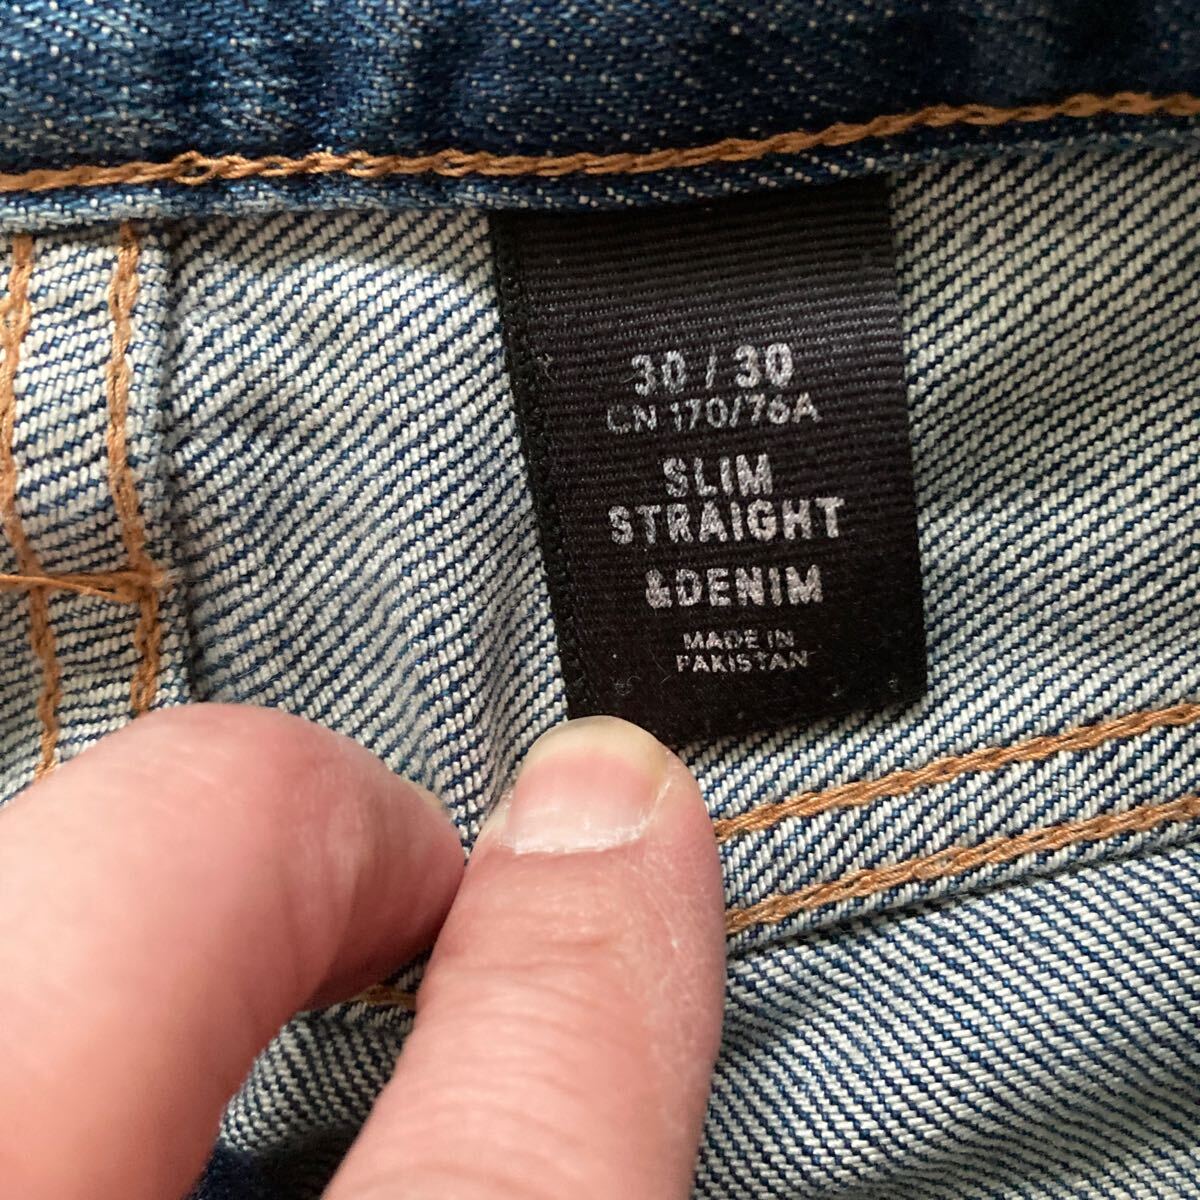 30 / 30
CN 170/76A
SLIM
STRAIGHT
&DENIM
MADE IN
PAKISTAN